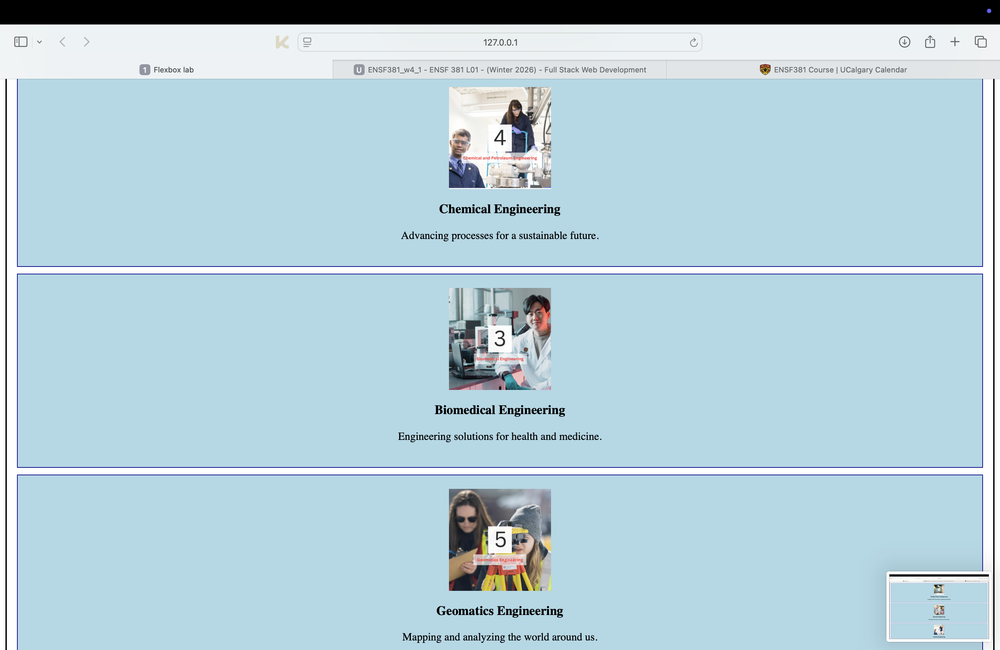 127.0.0.1
1 Flexbox lab
U ENSF381_w4_1 - ENSF 381 L01 - (Winter 2026) - Full Stack Web Development
ENSF381 Course | UCalgary Calendar
4
Chemical and Petroleum Engineering
Chemical Engineering
Advancing processes for a sustainable future.
3
Biomedical Engineering
Biomedical Engineering
Engineering solutions for health and medicine.
5
Geomatics Engineering
Geomatics Engineering
Mapping and analyzing the world around us.